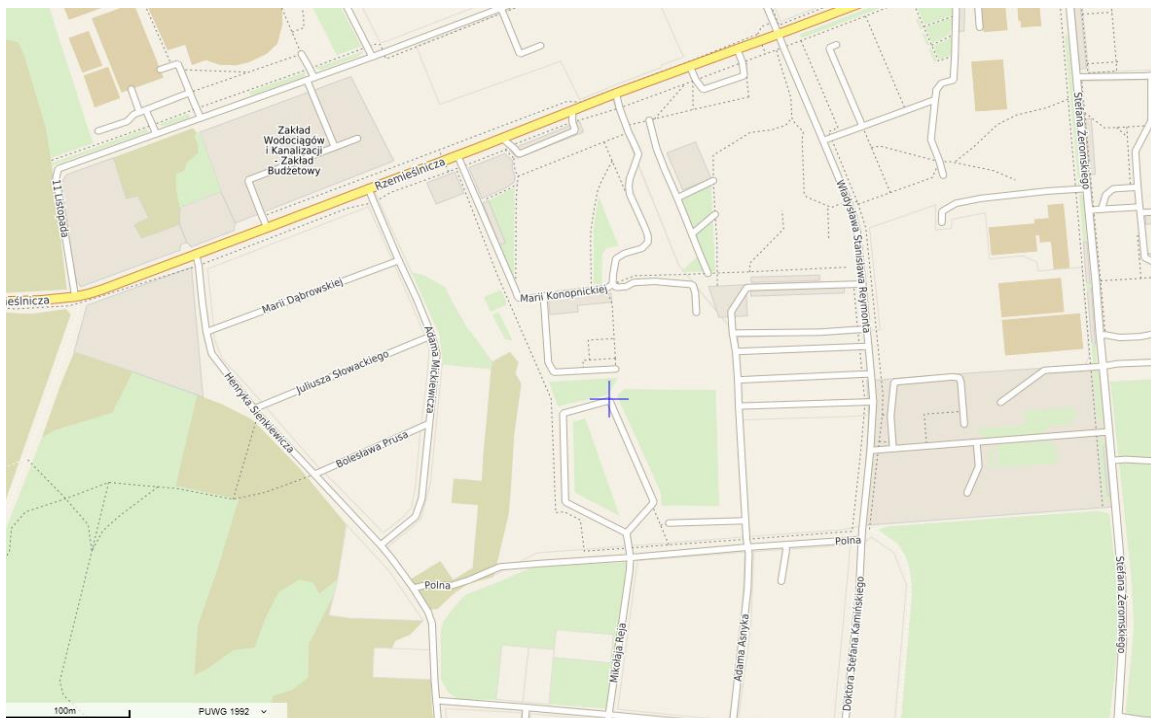 Zakład
Wodociągów
i Kanalizacji
- Zakład
Budżetowy
Rzemieślnicza
Stefana Żeromskiego
11 Listopada
Władysława Stanisława Reymonta
Marii Dąbrowskiej
Marii Konopnickiej
ieślnicza
Adama Mickiewicza
Juliusza Słowackiego
Henryka Sienkiewicza
Bolesława Prusa
Polna
Polna
Mikołaja Reja
Adama Asnyka
Doktora Stefana Kamińskiego
Stefana Żeromskiego
100m
PUWG 1992